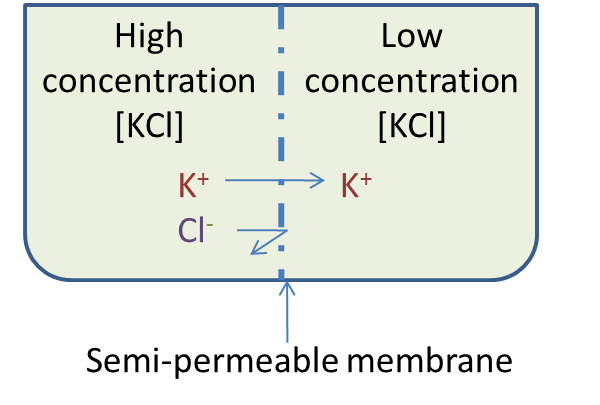 High
concentration
[KCl]
Low
concentration
[KCl]
K⁺
K⁺
Cl⁻
Semi-permeable membrane